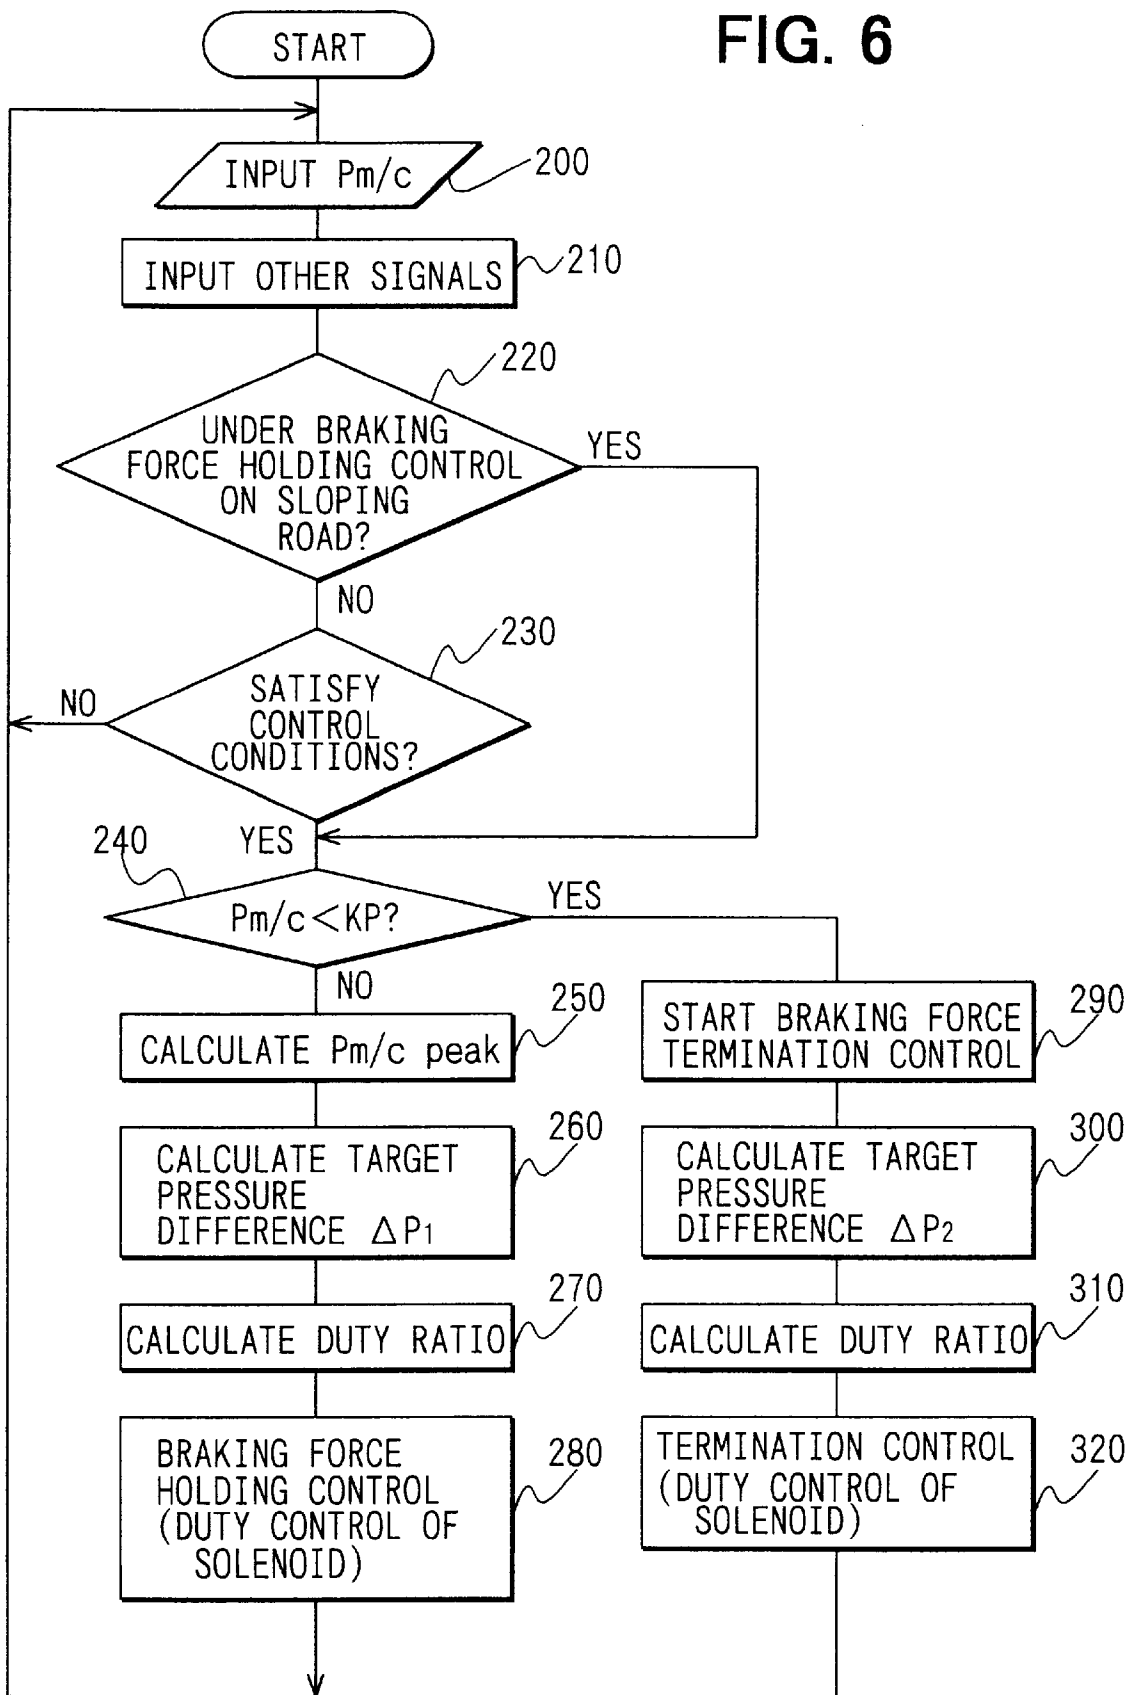 FIG. 6
START
INPUT Pm/c
200
INPUT OTHER SIGNALS
210
220
UNDER BRAKING
FORCE HOLDING CONTROL
ON SLOPING
ROAD?
YES
NO
230
SATISFY
CONTROL
CONDITIONS?
NO
YES
240
Pm/c<KP?
YES
NO
250
CALCULATE Pm/c peak
260
CALCULATE TARGET
PRESSURE
DIFFERENCE ΔP1
270
CALCULATE DUTY RATIO
280
BRAKING FORCE
HOLDING CONTROL
(DUTY CONTROL OF
SOLENOID)
290
START BRAKING FORCE
TERMINATION CONTROL
300
CALCULATE TARGET
PRESSURE
DIFFERENCE ΔP2
310
CALCULATE DUTY RATIO
320
TERMINATION CONTROL
(DUTY CONTROL OF
SOLENOID)